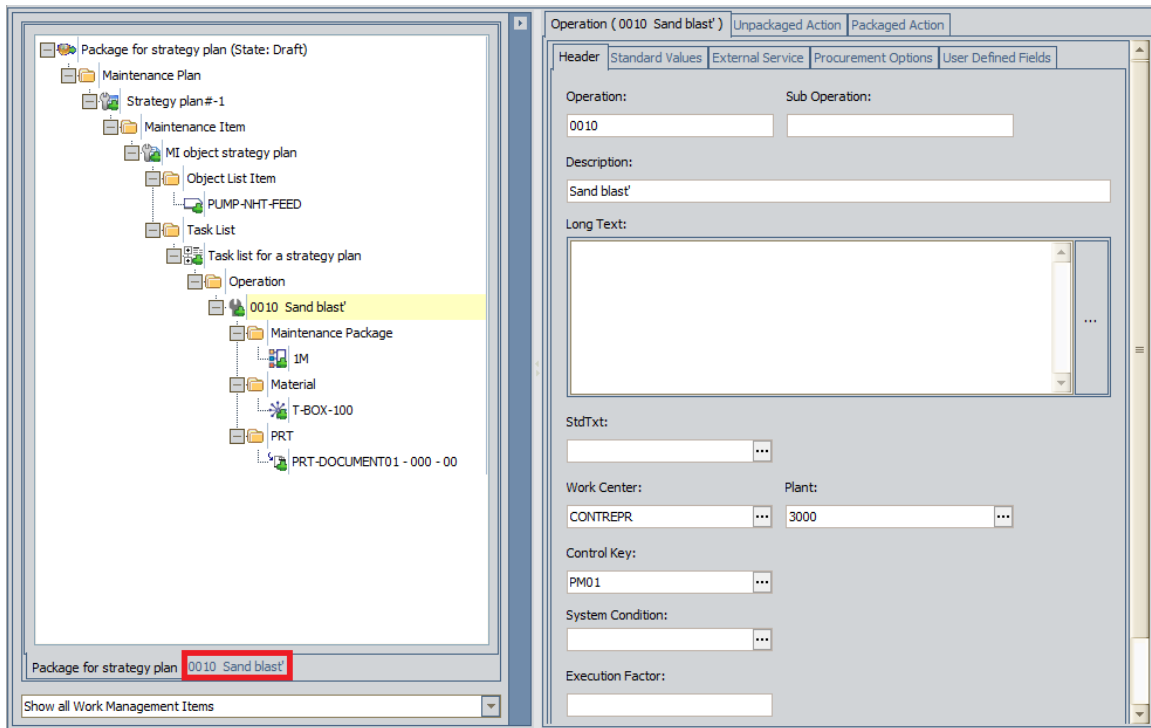 Package for strategy plan (State: Draft)
Maintenance Plan
Strategy plan#-1
Maintenance Item
MI object strategy plan
Object List Item
PUMP-NHT-FEED
Task List
Task list for a strategy plan
Operation
0010 Sand blast'
Maintenance Package
1M
Material
T-BOX-100
PRT
PRT-DOCUMENT01 - 000 - 00
Package for strategy plan 0010 Sand blast'
Show all Work Management Items
Operation ( 0010 Sand blast' ) Unpackaged Action Packaged Action
Header Standard Values External Service Procurement Options User Defined Fields
Operation: Sub Operation:
0010
Description:
Sand blast'
Long Text:
...
StdTxt:
...
Work Center: Plant:
CONTREPR ... 3000 ...
Control Key:
PM01 ...
System Condition:
...
Execution Factor: